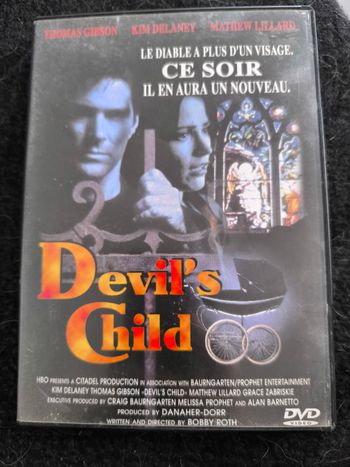 THOMAS GIBSON KIM DELANEY MATHEW LILLARD
LE DIABLE A PLUS D'UN VISAGE.
CE SOIR
IL EN AURA UN NOUVEAU.
Devil's
Child
HBO PRESENTS A CITADEL PRODUCTION IN ASSOCIATION WITH BAURNGARTEN/PROPHET ENTERTAINMENT
KIM DELANEY THOMAS GIBSON -DEVIL'S CHILD- MATTHEW LILLARD GRACE ZABRISKIE
EXECUTIVE PRODUCED BY CRAIG BAURNGARTEN MELISSA PROPHET AND ALAN BARNETTO
PRODUCED BY DANAHER-DORR
WRITTEN AND DIRECTED BY BOBBY ROTH
DVD
VIDEO